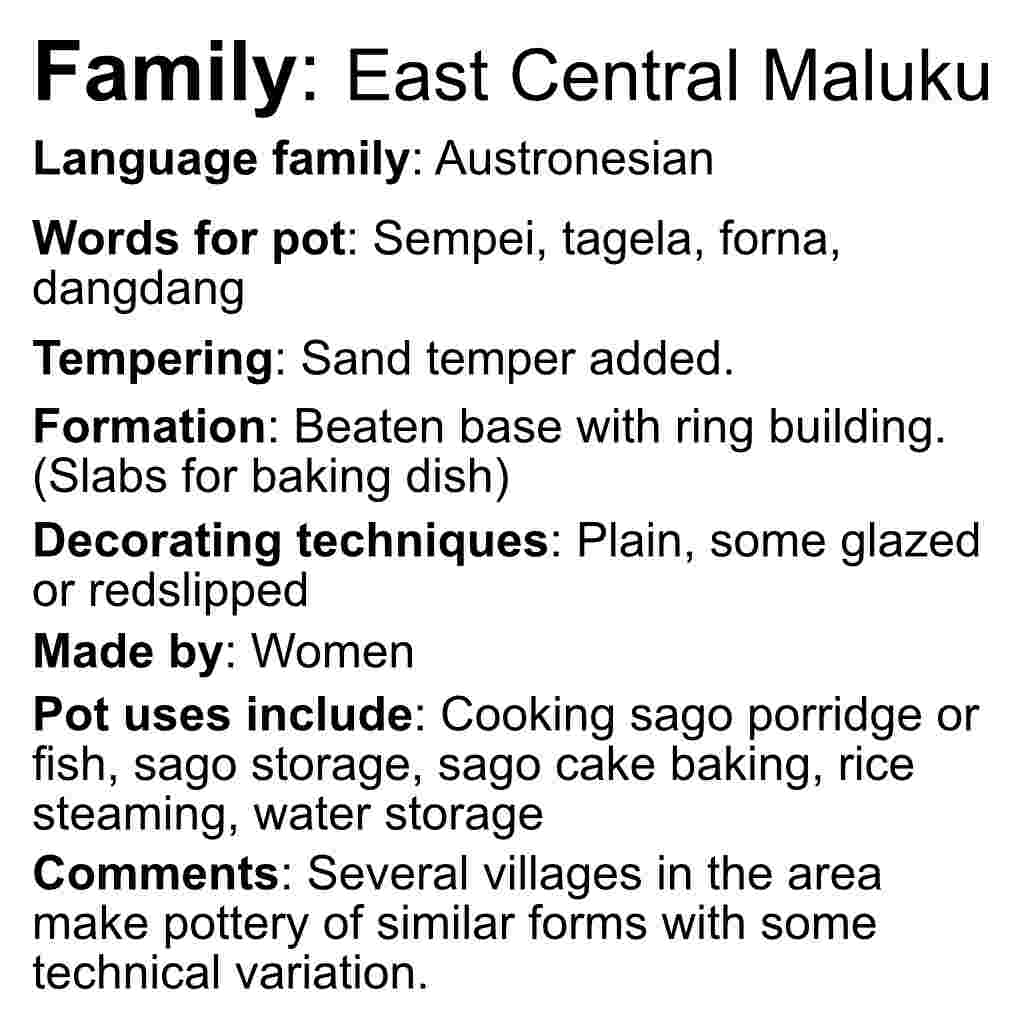 Family: East Central Maluku
Language family: Austronesian
Words for pot: Sempei, tagela, forna,
dangdang
Tempering: Sand temper added.
Formation: Beaten base with ring building.
(Slabs for baking dish)
Decorating techniques: Plain, some glazed
or redslipped
Made by: Women
Pot uses include: Cooking sago porridge or
fish, sago storage, sago cake baking, rice
steaming, water storage
Comments: Several villages in the area
make pottery of similar forms with some
technical variation.